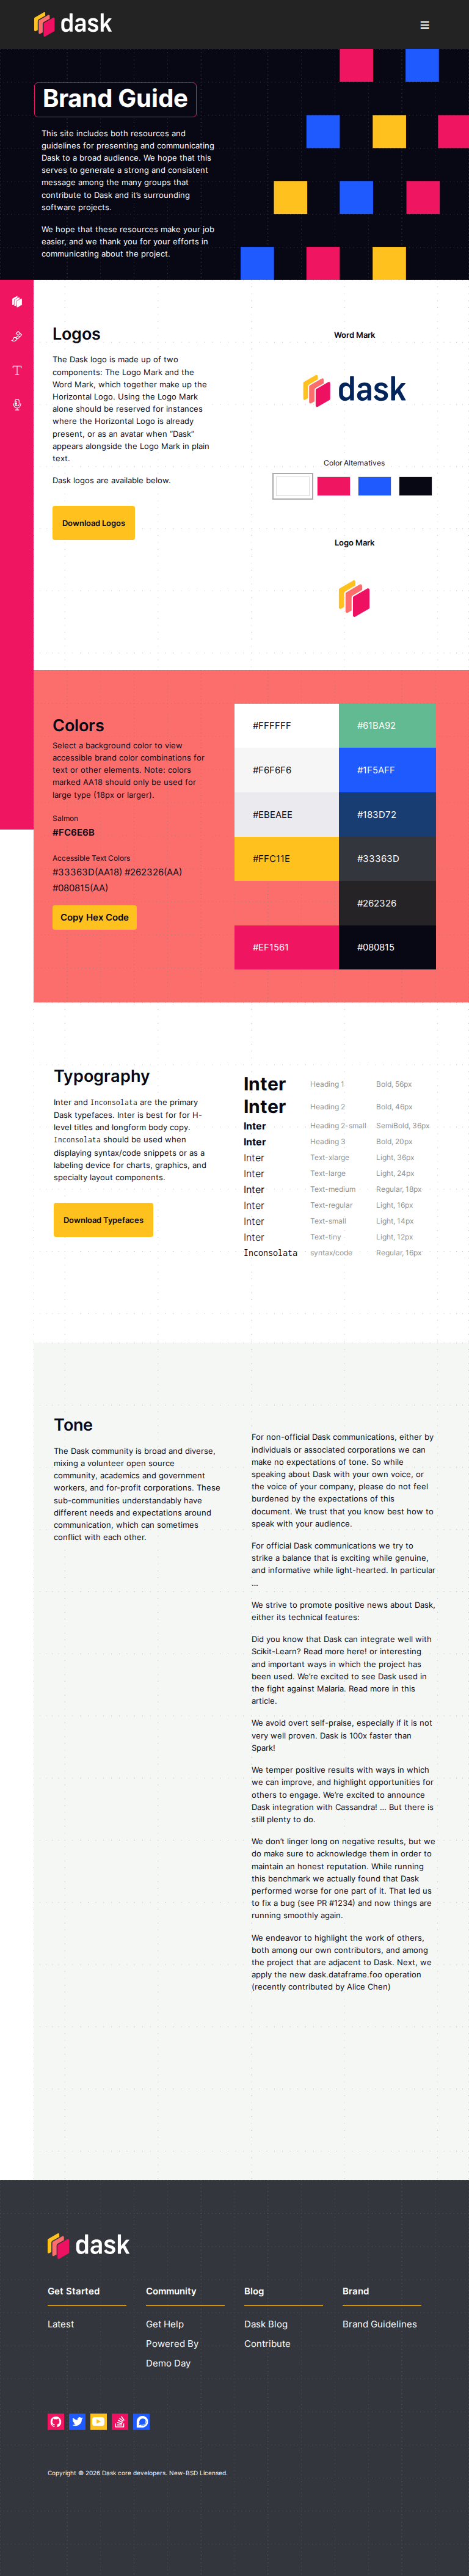 dask
Brand Guide
This site includes both resources and
guidelines for presenting and communicating
Dask to a broad audience. We hope that this
serves to generate a strong and consistent
message among the many groups that
contribute to Dask and it's surrounding
software projects.
We hope that these resources make your job
easier, and we thank you for your efforts in
communicating about the project.
Logos
The Dask logo is made up of two
components: The Logo Mark and the
Word Mark, which together make up the
Horizontal Logo. Using the Logo Mark
alone should be reserved for instances
where the Horizontal Logo is already
present, or as an avatar when "Dask"
appears alongside the Logo Mark in plain
text.
Dask logos are available below.
Download Logos
Word Mark
dask
Color Alternatives
Logo Mark
Colors
Select a background color to view
accessible brand color combinations for
text or other elements. Note: colors
marked AA18 should only be used for
large type (18px or larger).
Salmon
#FC6E6B
Accessible Text Colors
#33363D(AA18) #262326(AA)
#080815(AA)
Copy Hex Code
#FFFFFF #61BA92
#F6F6F6 #1F5AFF
#EBEAEE #183D72
#FFC11E #33363D
#262326
#EF1561 #080815
Typography
Inter and Inconsolata are the primary
Dask typefaces. Inter is best for for H-
level titles and longform body copy.
Inconsolata should be used when
displaying syntax/code snippets or as a
labeling device for charts, graphics, and
specialty layout components.
Download Typefaces
Inter Heading 1 Bold, 56px
Inter Heading 2 Bold, 46px
Inter Heading 2-small SemiBold, 36px
Inter Heading 3 Bold, 20px
Inter Text-xlarge Light, 36px
Inter Text-large Light, 24px
Inter Text-medium Regular, 18px
Inter Text-regular Light, 16px
Inter Text-small Light, 14px
Inter Text-tiny Light, 12px
Inconsolata syntax/code Regular, 16px
Tone
The Dask community is broad and diverse,
mixing a volunteer open source
community, academics and government
workers, and for-profit corporations. These
sub-communities understandably have
different needs and expectations around
communication, which can sometimes
conflict with each other.
For non-official Dask communications, either by
individuals or associated corporations we can
make no expectations of tone. So while
speaking about Dask with your own voice, or
the voice of your company, please do not feel
burdened by the expectations of this
document. We trust that you know best how to
speak with your audience.
For official Dask communications we try to
strike a balance that is exciting while genuine,
and informative while light-hearted. In particular
...
We strive to promote positive news about Dask,
either its technical features:
Did you know that Dask can integrate well with
Scikit-Learn? Read more here! or interesting
and important ways in which the project has
been used. We're excited to see Dask used in
the fight against Malaria. Read more in this
article.
We avoid overt self-praise, especially if it is not
very well proven. Dask is 100x faster than
Spark!
We temper positive results with ways in which
we can improve, and highlight opportunities for
others to engage. We're excited to announce
Dask integration with Cassandra! ... But there is
still plenty to do.
We don't linger long on negative results, but we
do make sure to acknowledge them in order to
maintain an honest reputation. While running
this benchmark we actually found that Dask
performed worse for one part of it. That led us
to fix a bug (see PR #1234) and now things are
running smoothly again.
We endeavor to highlight the work of others,
both among our own contributors, and among
the project that are adjacent to Dask. Next, we
apply the new dask.dataframe.foo operation
(recently contributed by Alice Chen)
dask
Get Started
Latest
Community
Get Help
Powered By
Demo Day
Blog
Dask Blog
Contribute
Brand
Brand Guidelines
Copyright © 2026 Dask core developers. New-BSD Licensed.